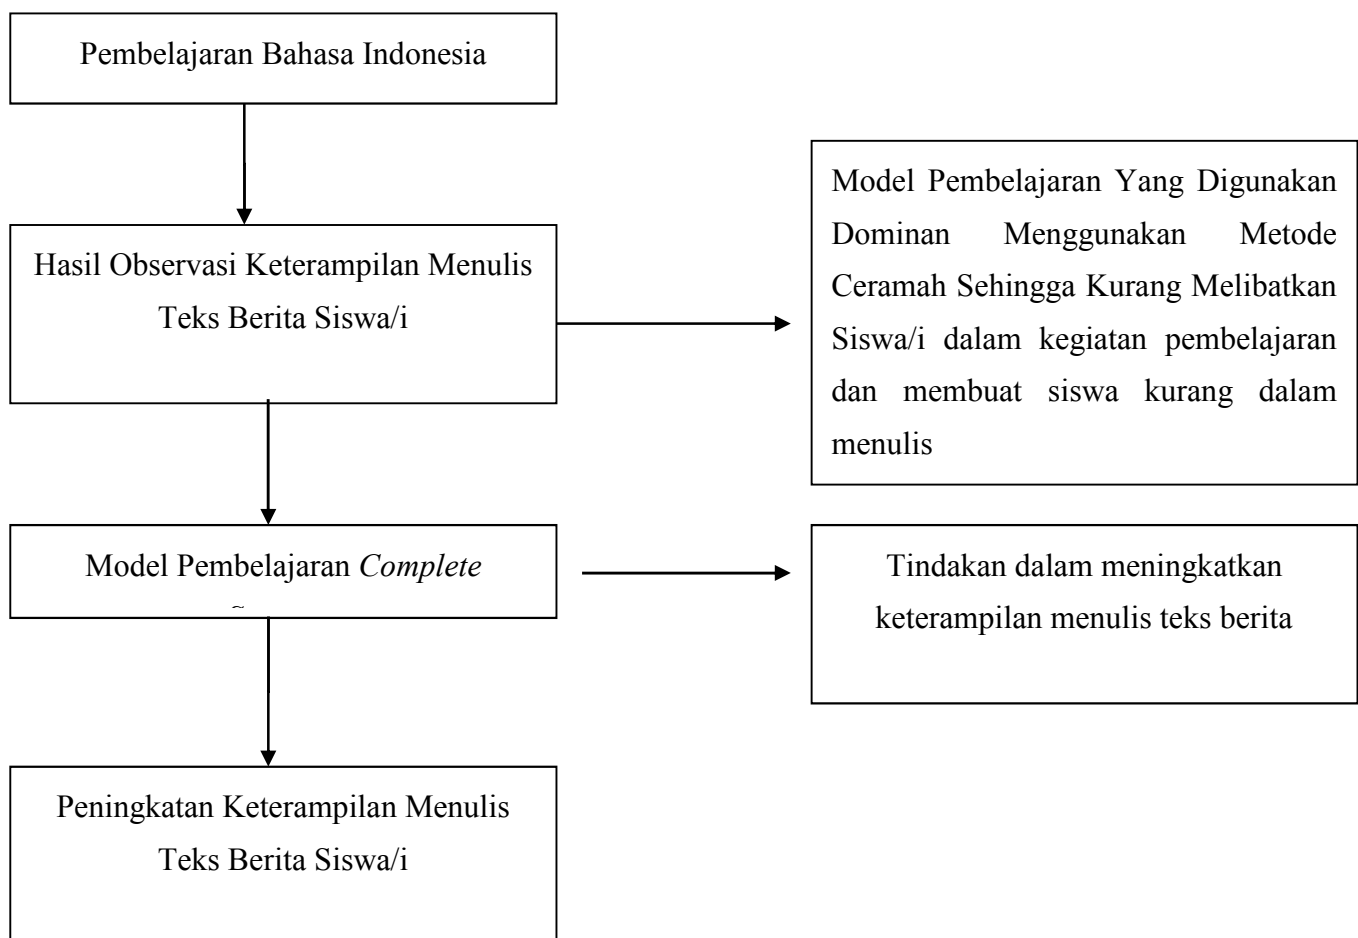 Pembelajaran Bahasa Indonesia
Hasil Observasi Keterampilan Menulis
Teks Berita Siswa/i
Model Pembelajaran Yang Digunakan
Dominan Menggunakan Metode
Ceramah Sehingga Kurang Melibatkan
Siswa/i dalam kegiatan pembelajaran
dan membuat siswa kurang dalam
menulis
Model Pembelajaran Complete
Tindakan dalam meningkatkan
keterampilan menulis teks berita
Peningkatan Keterampilan Menulis
Teks Berita Siswa/i